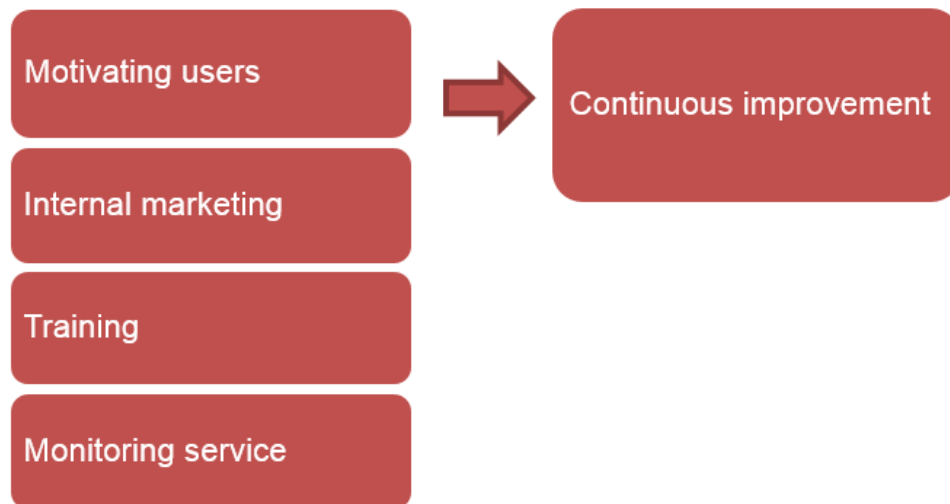 Motivating users
Continuous improvement
Internal marketing
Training
Monitoring service